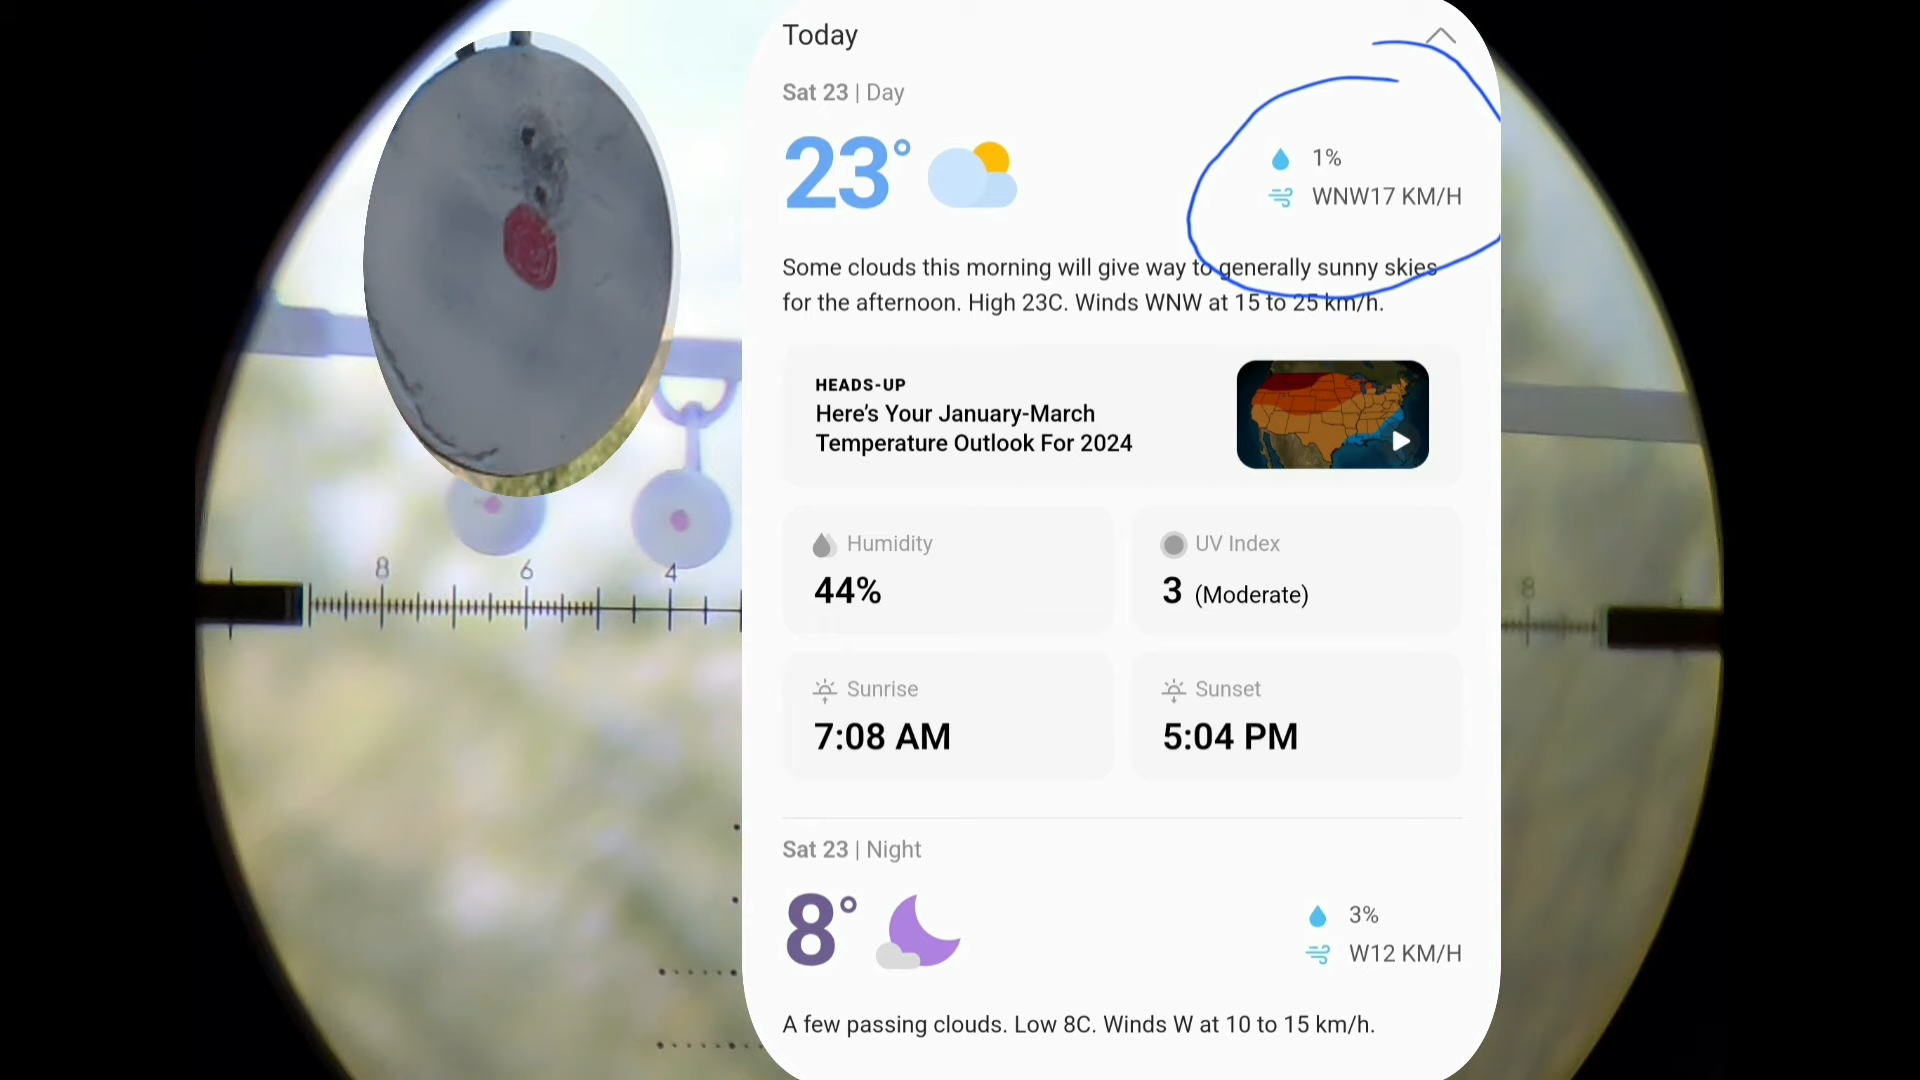 Today
Sat 23 | Day
23°
1%
WNW17 KM/H
Some clouds this morning will give way to generally sunny skies
for the afternoon. High 23C. Winds WNW at 15 to 25 km/h.
HEADS-UP
Here’s Your January-March
Temperature Outlook For 2024
Humidity
44%
UV Index
3 (Moderate)
Sunrise
7:08 AM
Sunset
5:04 PM
Sat 23 | Night
8°
3%
W12 KM/H
A few passing clouds. Low 8C. Winds W at 10 to 15 km/h.
8 6 4 8